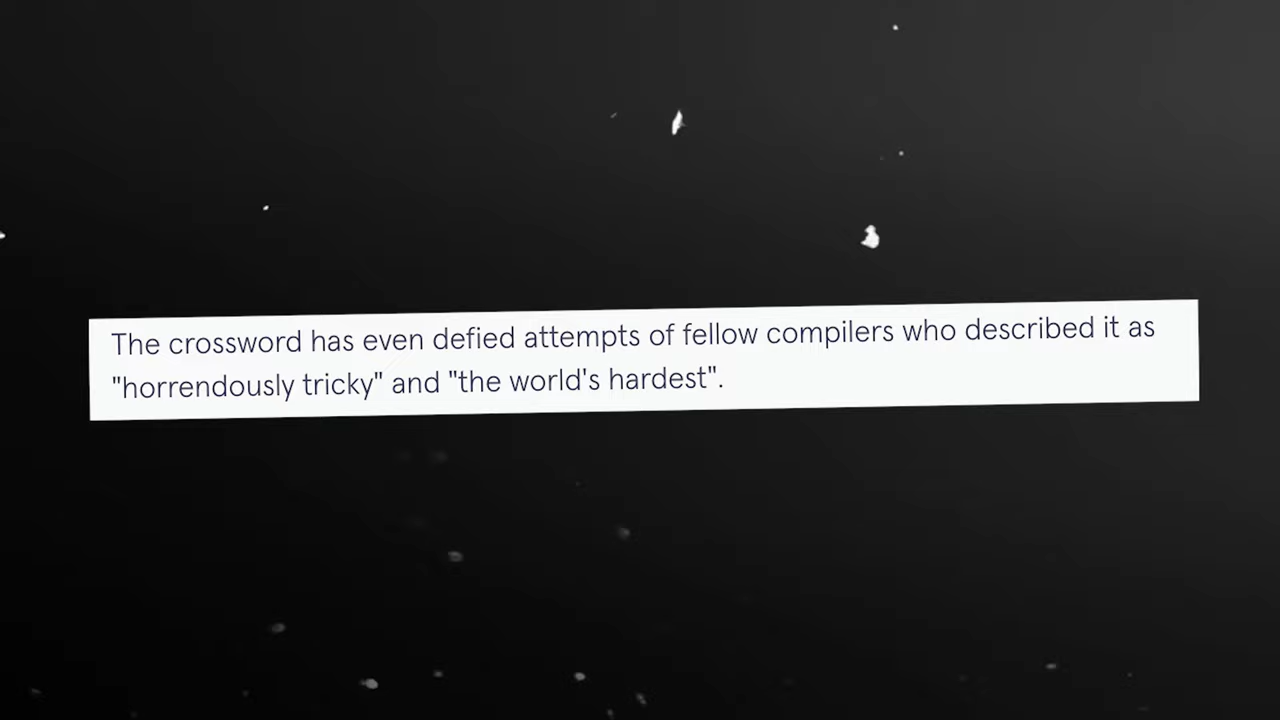 The crossword has even defied attempts of fellow compilers who described it as
"horrendously tricky" and "the world's hardest".